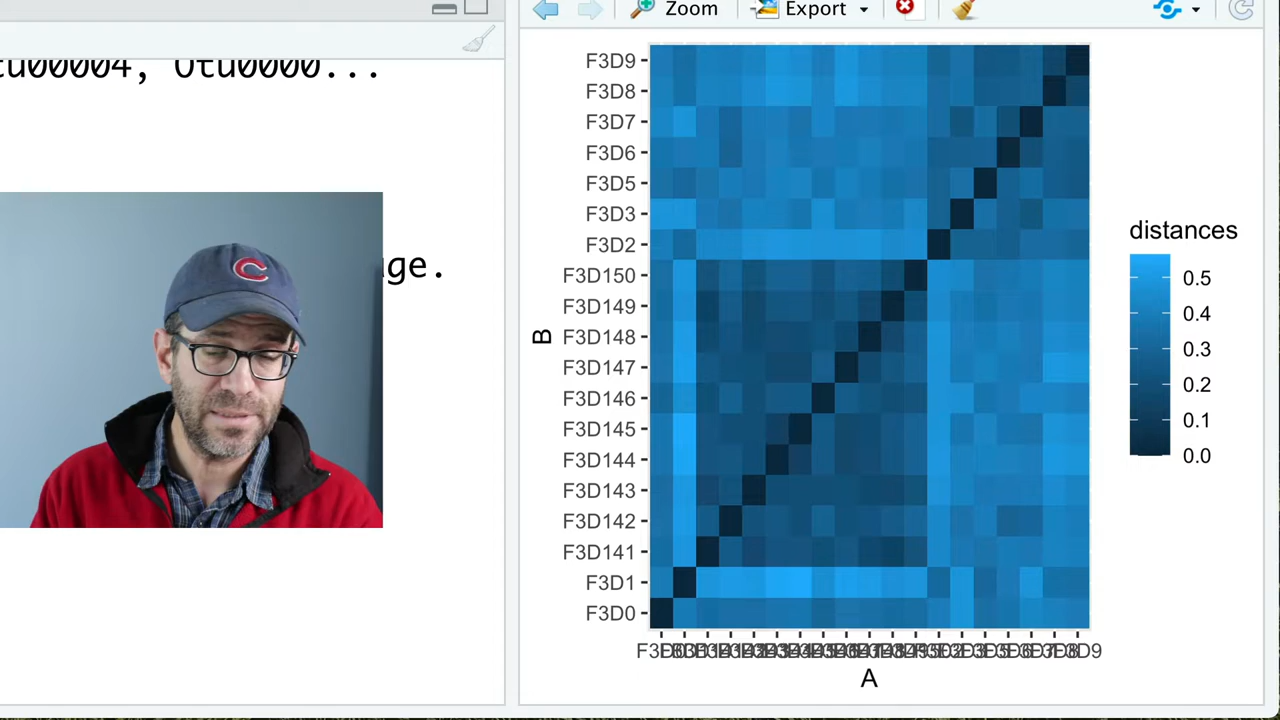 Zoom Export
tu00004, Otu0000...
ge.
C
F3D9
F3D8
F3D7
F3D6
F3D5
F3D3
F3D2
F3D150
F3D149
F3D148
F3D147
F3D146
F3D145
F3D144
F3D143
F3D142
F3D141
F3D1
F3D0
B
A
distances
0.5
0.4
0.3
0.2
0.1
0.0